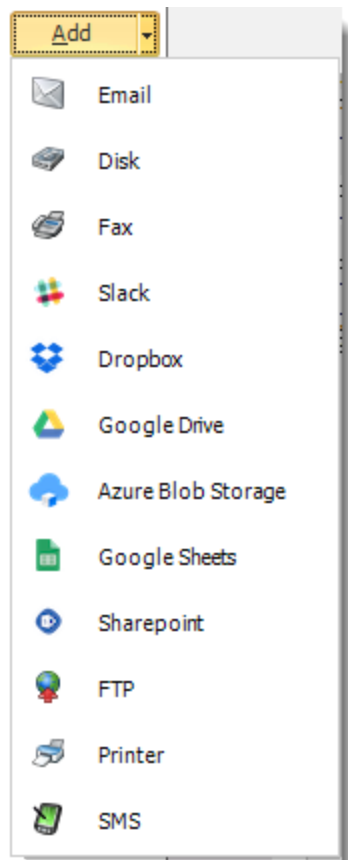 Add
Email
Disk
Fax
Slack
Dropbox
Google Drive
Azure Blob Storage
Google Sheets
Sharepoint
FTP
Printer
SMS